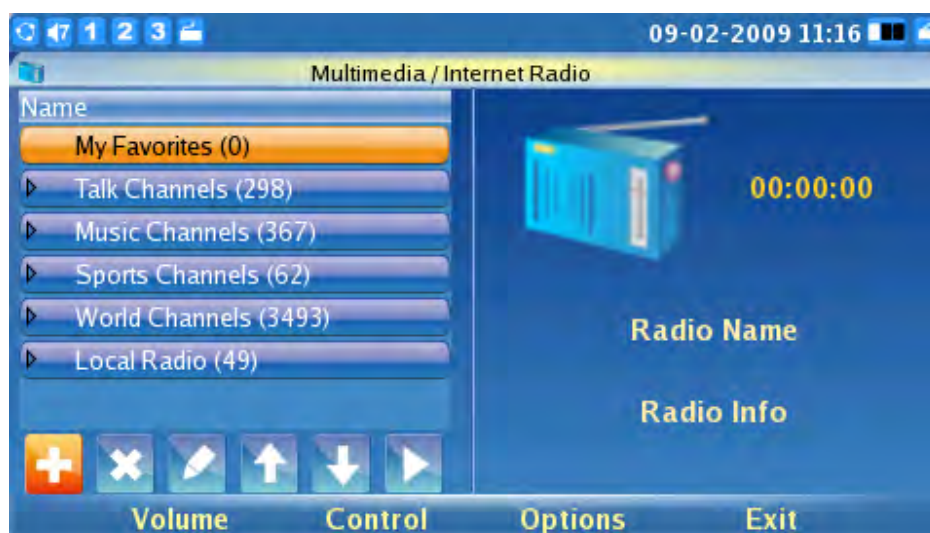 7 1 2 3 09-02-2009 11:16
Multimedia / Internet Radio
Name
My Favorites (0)
Talk Channels (298)
00:00:00
Music Channels (367)
Sports Channels (62)
World Channels (3493)
Radio Name
Local Radio (49)
Radio Info
Volume Control Options Exit